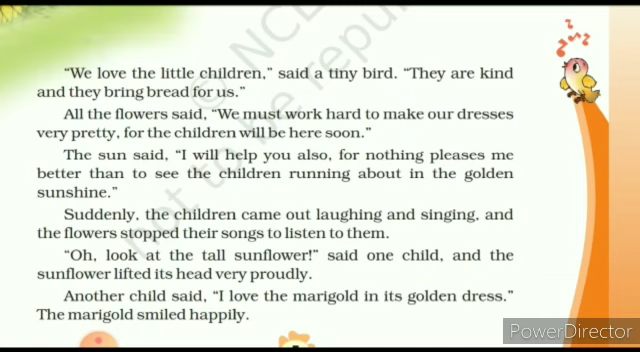 “We love the little children,” said a tiny bird. “They are kind
and they bring bread for us.”
All the flowers said, “We must work hard to make our dresses
very pretty, for the children will be here soon.”
The sun said, “I will help you also, for nothing pleases me
better than to see the children running about in the golden
sunshine.”
Suddenly, the children came out laughing and singing, and
the flowers stopped their songs to listen to them.
“Oh, look at the tall sunflower!” said one child, and the
sunflower lifted its head very proudly.
Another child said, “I love the marigold in its golden dress.”
The marigold smiled happily.
PowerDirector